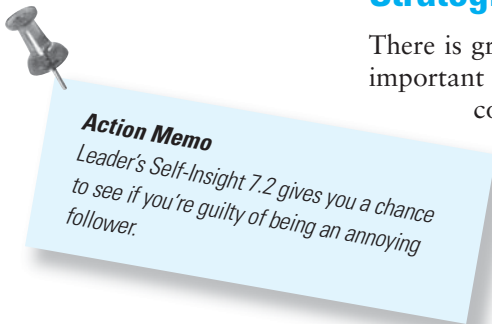 There is gr
important
co
Action Memo
Leader's Self-Insight 7.2 gives you a chance
to see if you're guilty of being an annoying
follower.